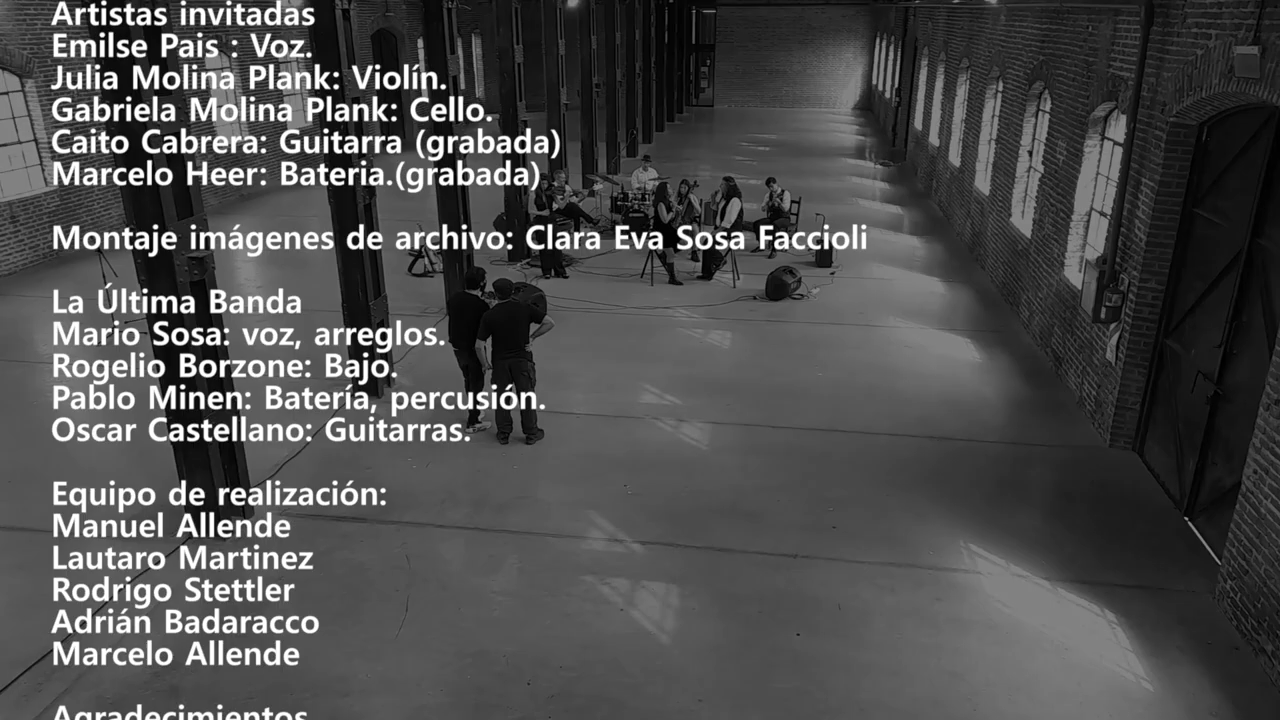 Artistas invitadas
Emilse Pais : Voz.
Julia Molina Plank: Violín.
Gabriela Molina Plank: Cello.
Caito Cabrera: Guitarra (grabada)
Marcelo Heer: Bateria.(grabada)
Montaje imágenes de archivo: Clara Eva Sosa Faccioli
La Última Banda
Mario Sosa: voz, arreglos.
Rogelio Borzone: Bajo.
Pablo Minen: Batería, percusión.
Oscar Castellano: Guitarras.
Equipo de realización:
Manuel Allende
Lautaro Martinez
Rodrigo Stettler
Adrián Badaracco
Marcelo Allende
Agradecimientos